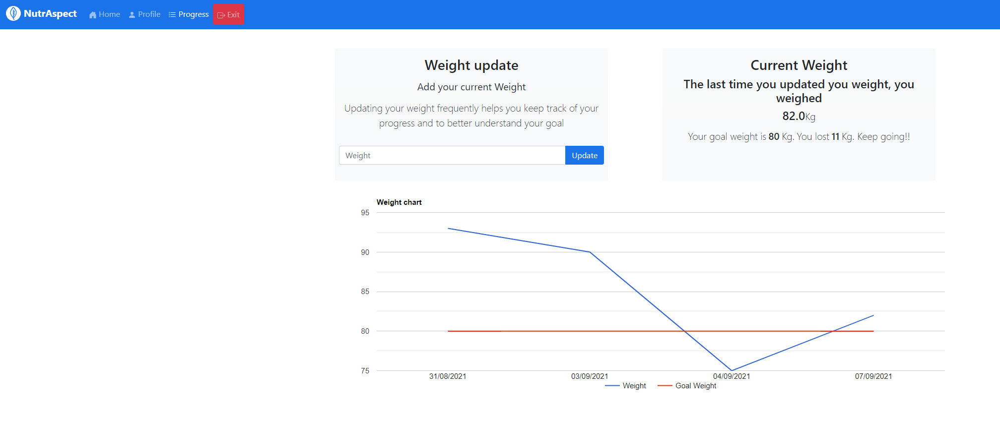 NutrAspect Home Profile Progress Exit
Weight update
Add your current Weight
Updating your weight frequently helps you keep track of your
progress and to better understand your goal
Weight Update
Current Weight
The last time you updated you weight, you
weighed
82.0Kg
Your goal weight is 80 Kg. You lost 11 Kg. Keep going!!
Weight chart
95
90
85
80
75
31/08/2021 03/09/2021 04/09/2021 07/09/2021
Weight Goal Weight